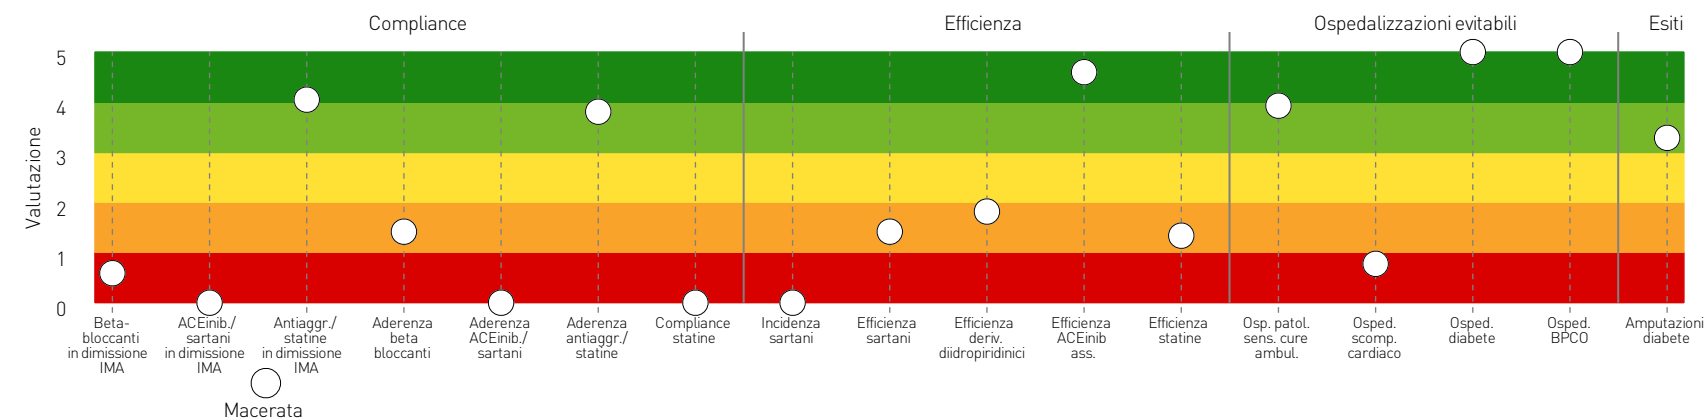 Compliance
Efficienza
Ospedalizzazioni evitabili
Esiti
Valutazione
5
4
3
2
1
0
Beta-
bloccanti
in dimissione
IMA
ACEinib./
sartani
in dimissione
IMA
Antiaggr./
statine
in dimissione
IMA
Aderenza
beta
bloccanti
Aderenza
ACEinib./
sartani
Aderenza
antiaggr./
statine
Compliance
statine
Incidenza
sartani
Efficienza
sartani
Efficienza
deriv.
diidropiridinici
Efficienza
ACEinib
ass.
Efficienza
statine
Osp. patol.
sens. cure
ambul.
Osped.
scomp.
cardiaco
Osped.
diabete
Osped.
BPCO
Amputazioni
diabete
Macerata